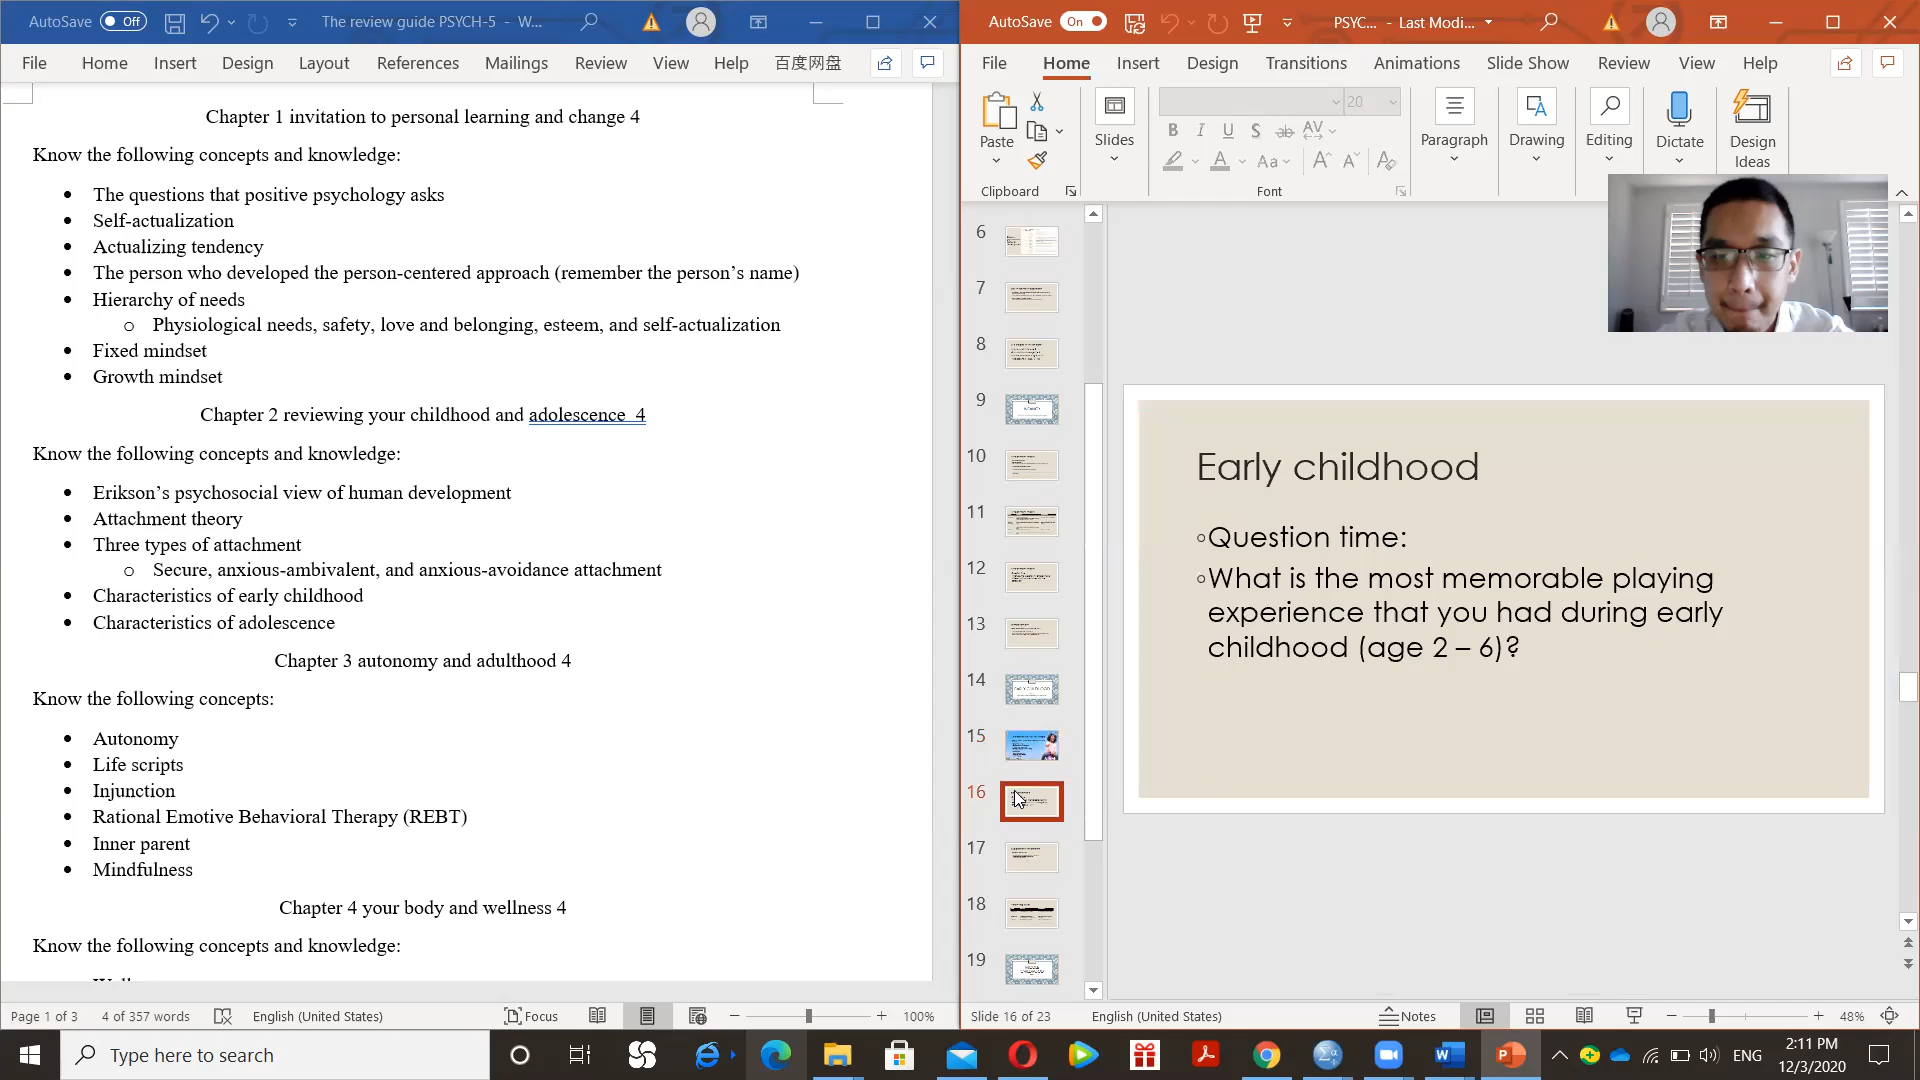 AutoSave Off The review guide PSYCH-5 - W...
File Home Insert Design Layout References Mailings Review View Help 百度网盘
Chapter 1 invitation to personal learning and change 4
Know the following concepts and knowledge:
• The questions that positive psychology asks
• Self-actualization
• Actualizing tendency
• The person who developed the person-centered approach (remember the person's name)
• Hierarchy of needs
o Physiological needs, safety, love and belonging, esteem, and self-actualization
• Fixed mindset
• Growth mindset
Chapter 2 reviewing your childhood and adolescence 4
Know the following concepts and knowledge:
• Erikson's psychosocial view of human development
• Attachment theory
• Three types of attachment
o Secure, anxious-ambivalent, and anxious-avoidance attachment
• Characteristics of early childhood
• Characteristics of adolescence
Chapter 3 autonomy and adulthood 4
Know the following concepts:
• Autonomy
• Life scripts
• Injunction
• Rational Emotive Behavioral Therapy (REBT)
• Inner parent
• Mindfulness
Chapter 4 your body and wellness 4
Know the following concepts and knowledge:
Page 1 of 3 4 of 357 words English (United States) Focus 100%
AutoSave On PSYC... - Last Modi...
File Home Insert Design Transitions Animations Slide Show Review View Help
20
Paste Slides Paragraph Drawing Editing Dictate Design Ideas
Clipboard Font
6
7
8
9
10
11
12
13
14
15
16
17
18
19
Early childhood
◦Question time:
◦What is the most memorable playing
experience that you had during early
childhood (age 2 – 6)?
Slide 16 of 23 English (United States) Notes 48%
Type here to search
ENG
2:11 PM
12/3/2020